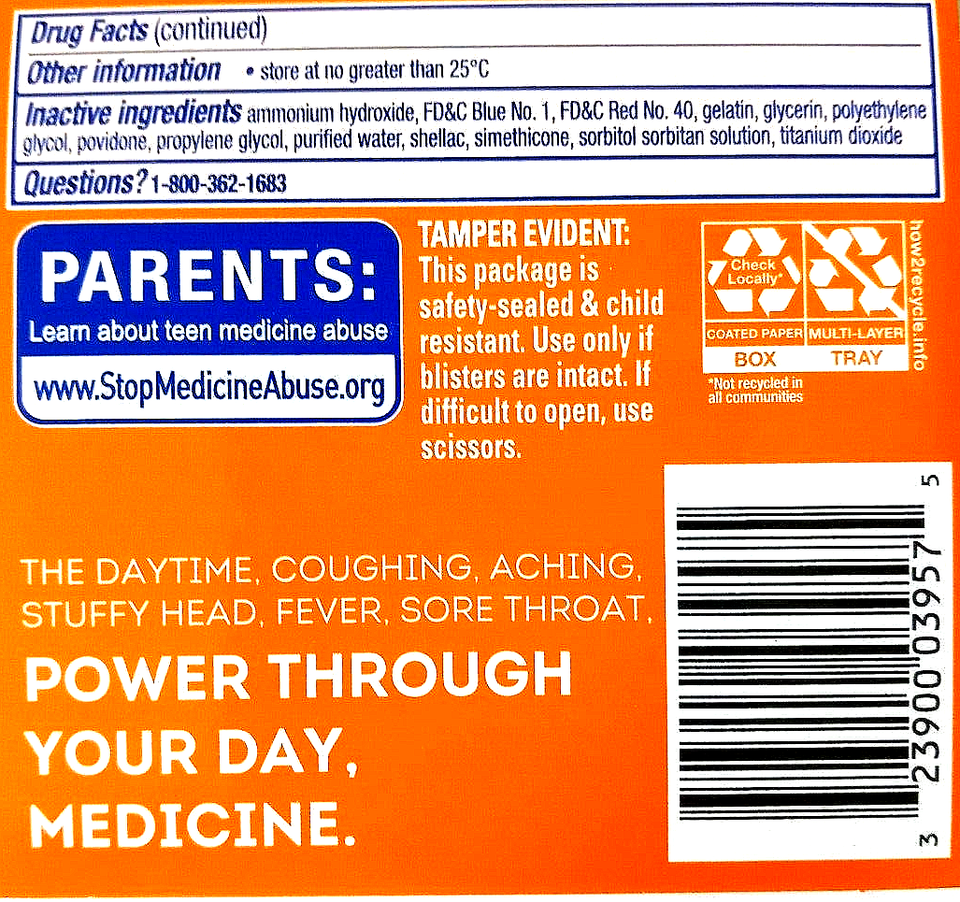 Drug Facts (continued)
Other information • store at no greater than 25°C
Inactive ingredients ammonium hydroxide, FD&C Blue No. 1, FD&C Red No. 40, gelatin, glycerin, polyethylene
glycol, povidone, propylene glycol, purified water, shellac, simethicone, sorbitol sorbitan solution, titanium dioxide
Questions? 1-800-362-1683
PARENTS:
Learn about teen medicine abuse
www.StopMedicineAbuse.org
TAMPER EVIDENT:
This package is
safety-sealed & child
resistant. Use only if
blisters are intact. If
difficult to open, use
scissors.
Check
Locally*
COATED PAPER
BOX
MULTI-LAYER
TRAY
how2recycle.info
*Not recycled in
all communities
THE DAYTIME, COUGHING, ACHING,
STUFFY HEAD, FEVER, SORE THROAT,
POWER THROUGH
YOUR DAY,
MEDICINE.
3 23900 03957 5